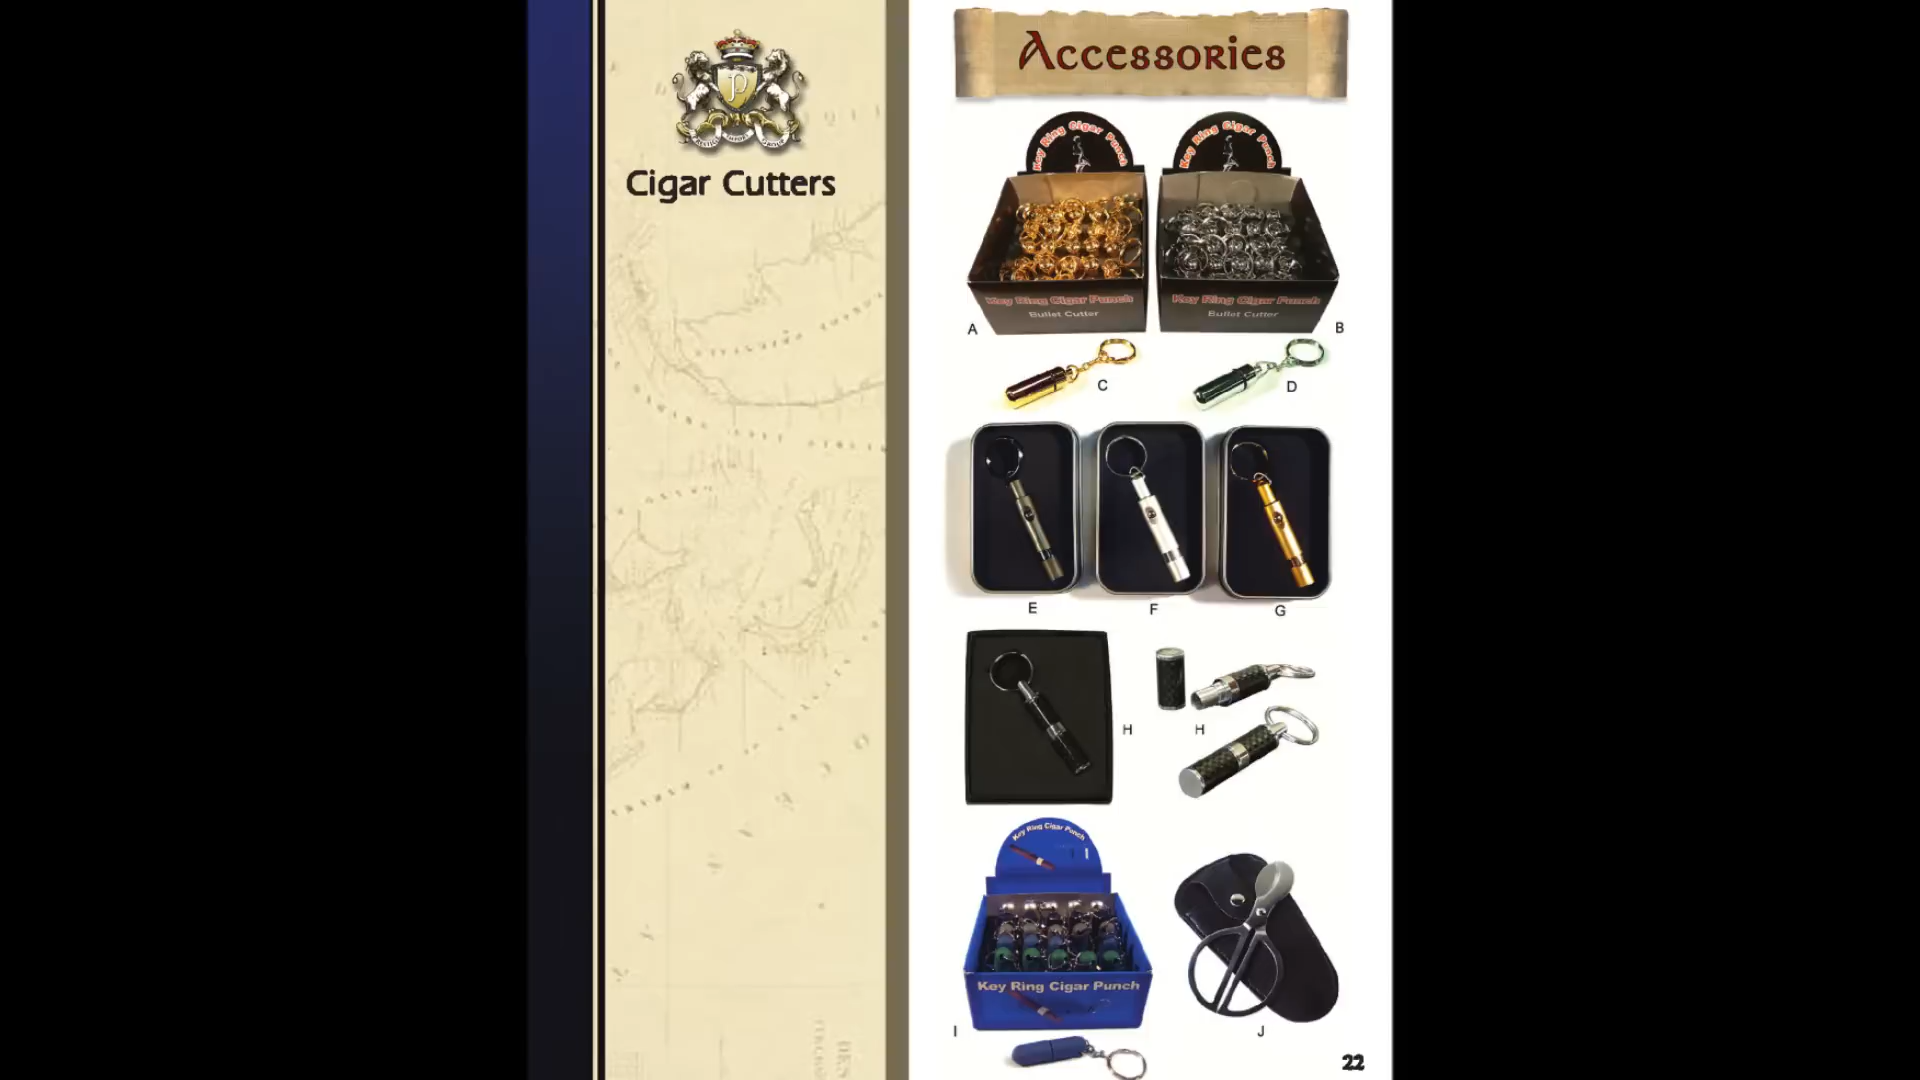 Cigar Cutters
Accessories
Key Ring Cigar Punch
Key Ring Cigar Punch
Key Ring Cigar Punch
Bullet Cutter
Key Ring Cigar Punch
Bullet Cutter
A
B
C
D
E
F
G
H
H
Key Ring Cigar Punch
Key Ring Cigar Punch
I
J
22